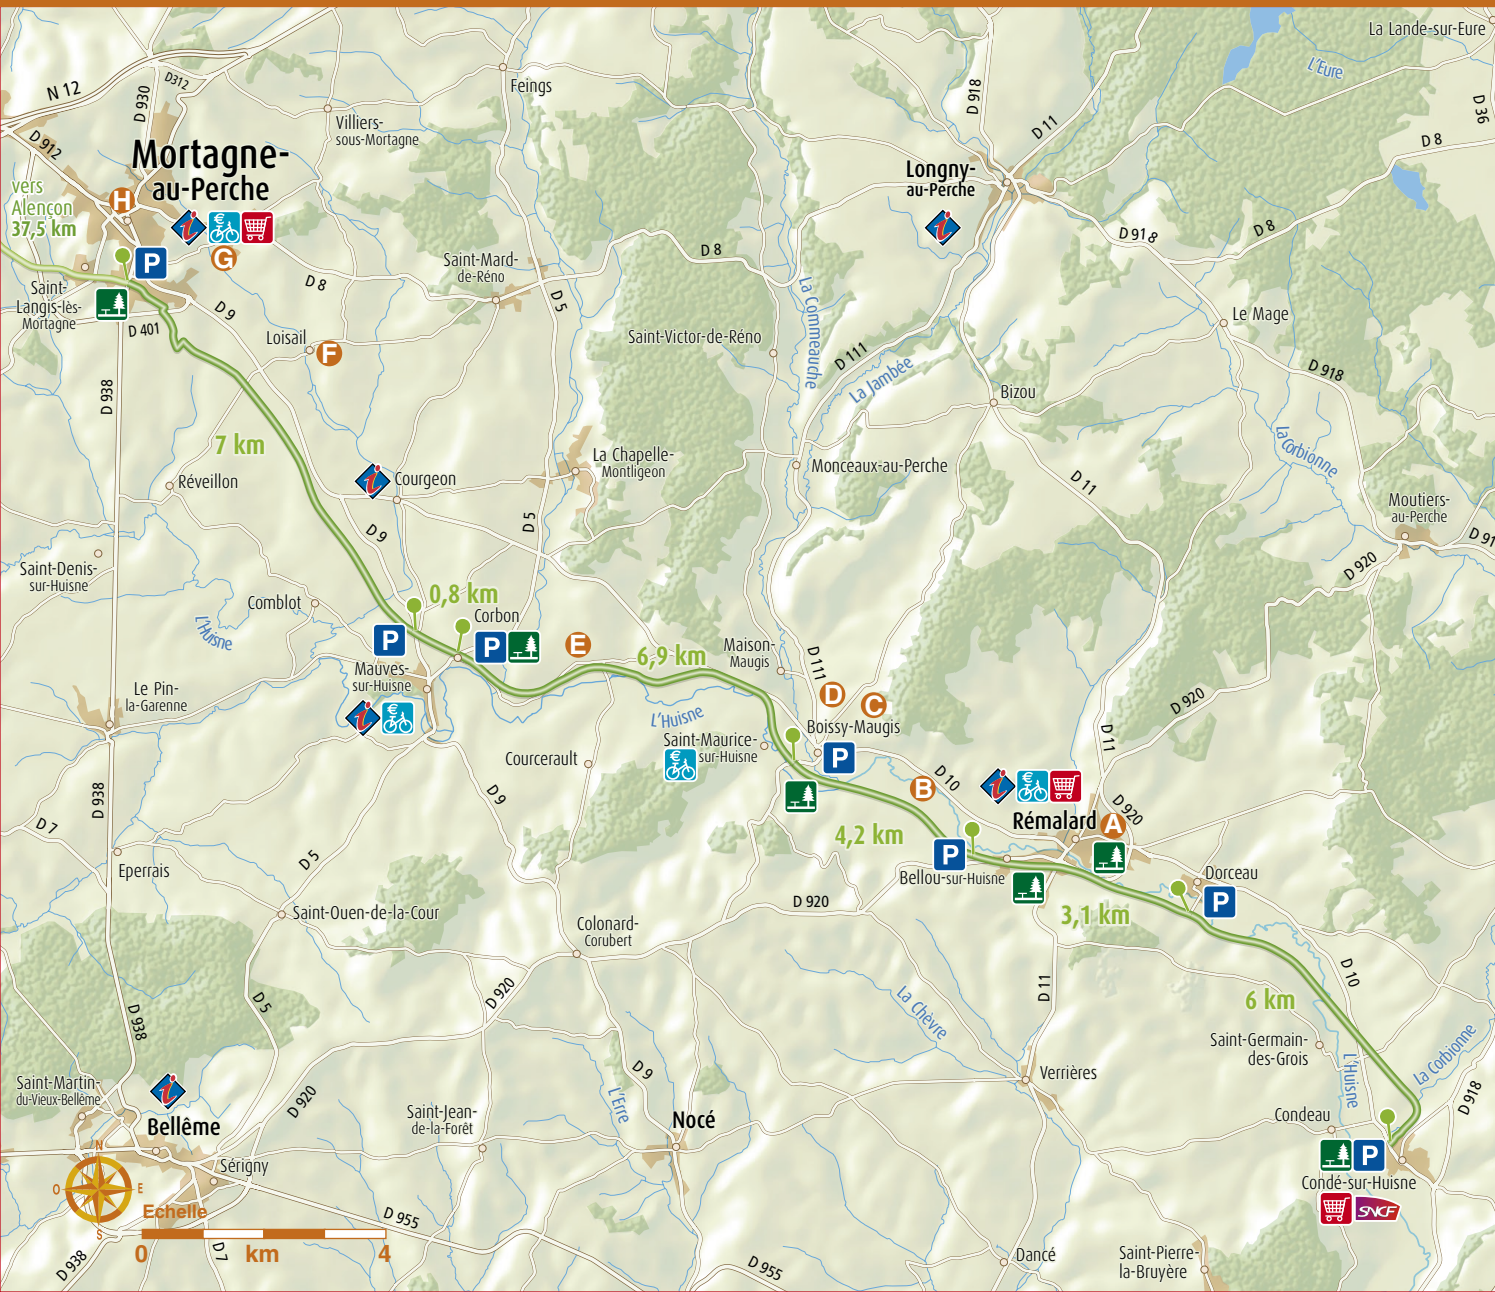 La Lande-sur-Eure
L'Eure
N 12
D312
D 930
Feings
D 918
D 11
D 36
Villiers-
sous-Mortagne
D 912
D 8
Mortagne-
au-Perche
Longny-
au-Perche
vers
Alençon
37,5 km
H
G
P
D 8
D 918
D 8
D 8
Saint-Mard-
de-Réno
D 5
La Commeauche
Saint-
Langis-lès-
Mortagne
D 401
D 9
Loisail
F
Saint-Victor-de-Réno
D 111
La Jambée
Le Mage
D 918
D 938
Bizou
7 km
La Corbionne
La Chapelle-
Montligeon
Monceaux-au-Perche
Réveillon
Courgeon
D 11
Moutiers-
au-Perche
D 5
D 9
D 91
D 920
Saint-Denis-
sur-Huisne
Comblot
0,8 km
Corbon
L'Huisne
P
P
E
6,9 km
Maison-
Maugis
D 111
Mauves-
sur-Huisne
Le Pin-
la-Garenne
D
C
D 920
L'Huisne
Boissy-Maugis
D 11
Saint-Maurice-
sur-Huisne
Courcerault
P
D 10
B
D 938
D 9
D 7
Rémalard
A
D 920
4,2 km
P
D 5
Eperrais
Bellou-sur-Huisne
Dorceau
P
D 920
3,1 km
Saint-Ouen-de-la-Cour
Colonard-
Corubert
D 10
D 11
6 km
D 920
D 5
La Chèvre
D 938
Saint-Germain-
des-Grois
L'Huisne
La Corbionne
D 9
Verrières
Saint-Martin-
du-Vieux-Bellême
D 920
L'Erre
D 918
Bellême
Saint-Jean-
de-la-Forêt
Nocé
Condeau
P
N
O
E
S
Sérigny
Condé-sur-Huisne
SNCF
Echelle
0
km
4
D 955
D 7
D 938
D 955
Dancé
Saint-Pierre-
la-Bruyère